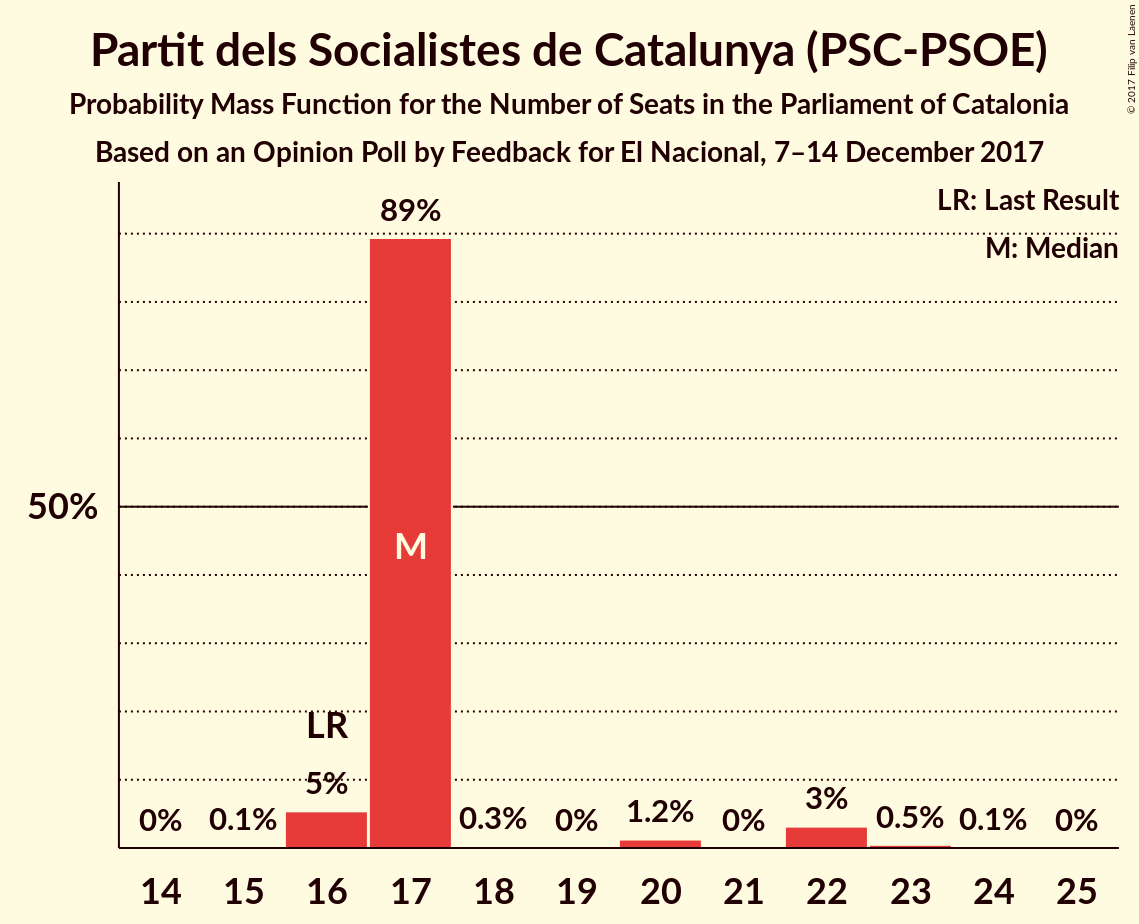 Partit dels Socialistes de Catalunya (PSC-PSOE)
Probability Mass Function for the Number of Seats in the Parliament of Catalonia
Based on an Opinion Poll by Feedback for El Nacional, 7–14 December 2017
© 2017 Filip van Laenen
LR: Last Result
M: Median
89%
50%
M
LR
0% 0.1% 5% 0.3% 0% 1.2% 0% 3% 0.5% 0.1% 0%
14 15 16 17 18 19 20 21 22 23 24 25